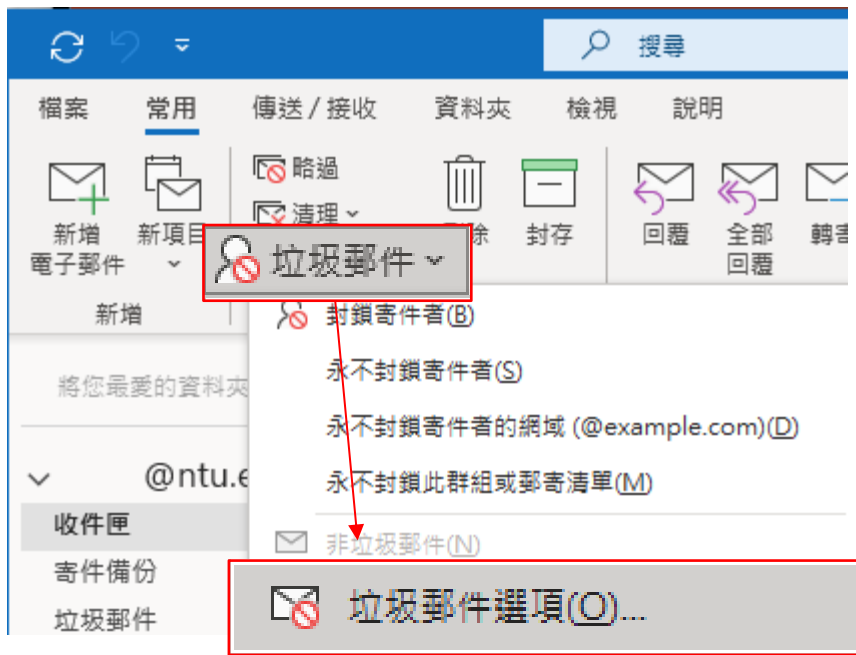 搜尋
檔案 常用 傳送 / 接收 資料夾 檢視 說明
略過
清理
新增
電子郵件
新項目
除
封存
回覆
全部
回覆
轉寄
垃圾郵件
新增
封鎖寄件者(B)
永不封鎖寄件者(S)
永不封鎖寄件者的網域 (@example.com)(D)
永不封鎖此群組或郵寄清單(M)
非垃圾郵件(N)
垃圾郵件選項(O)...
將您最愛的資料夾
@ntu.e
收件匣
寄件備份
垃圾郵件